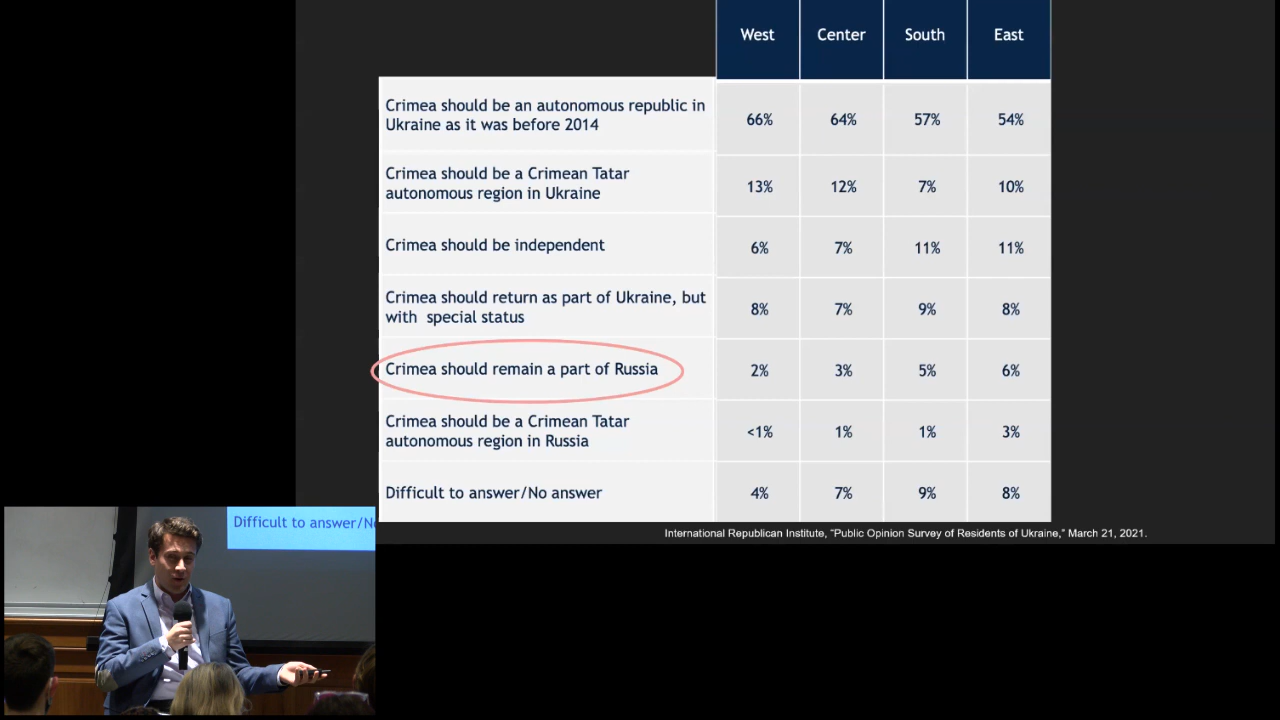 West Center South East
Crimea should be an autonomous republic in
Ukraine as it was before 2014
66% 64% 57% 54%
Crimea should be a Crimean Tatar
autonomous region in Ukraine
13% 12% 7% 10%
Crimea should be independent
6% 7% 11% 11%
Crimea should return as part of Ukraine, but
with special status
8% 7% 9% 8%
Crimea should remain a part of Russia
2% 3% 5% 6%
Crimea should be a Crimean Tatar
autonomous region in Russia
<1% 1% 1% 3%
Difficult to answer/No answer
4% 7% 9% 8%
International Republican Institute, “Public Opinion Survey of Residents of Ukraine,” March 21, 2021.
Difficult to answer/N